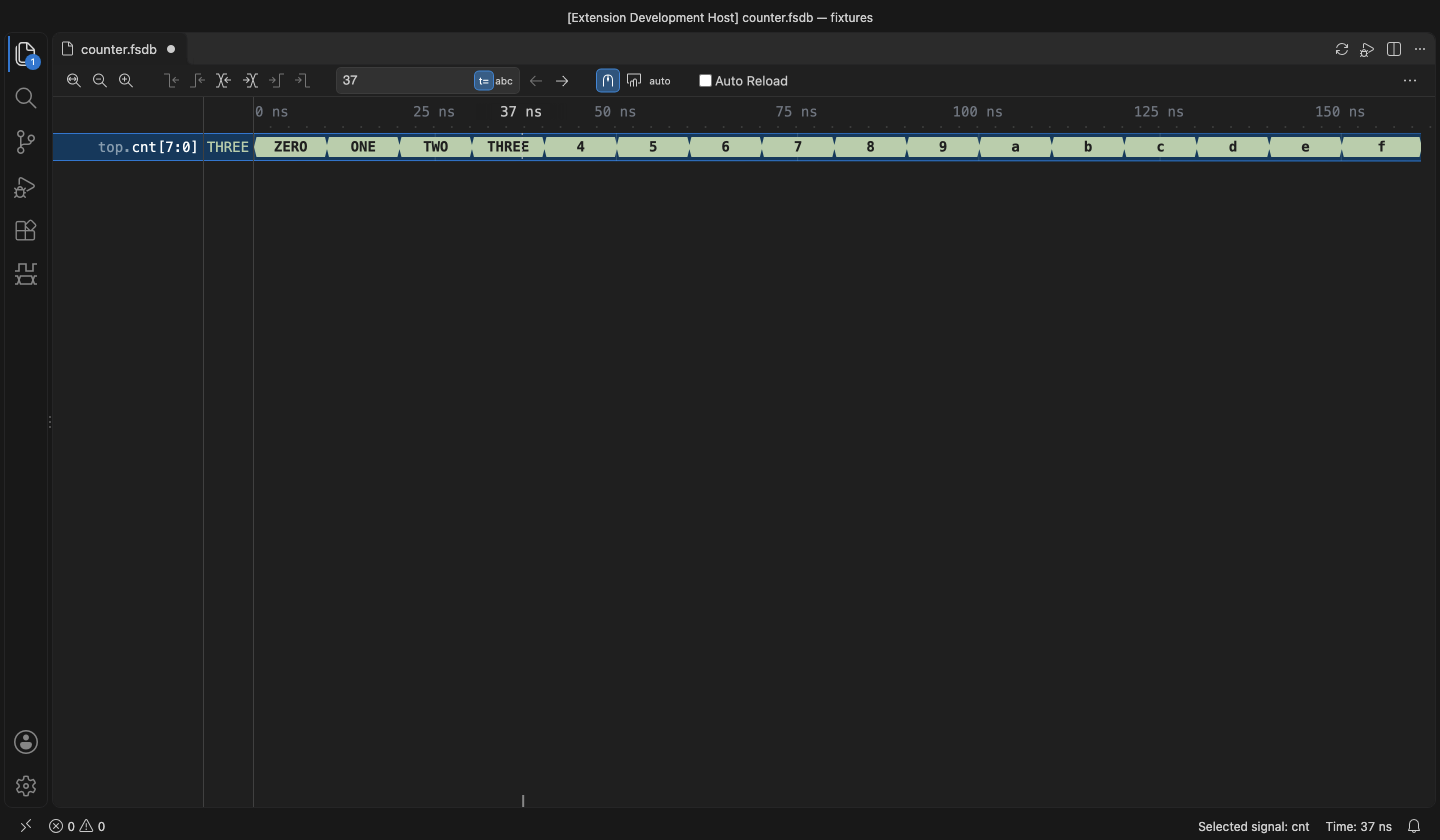 [Extension Development Host] counter.fsdb — fixtures
counter.fsdb
1
37 t= abc auto Auto Reload
0 ns 25 ns 37 ns 50 ns 75 ns 100 ns 125 ns 150 ns
top.cnt[7:0] THREE ZERO ONE TWO THREE 4 5 6 7 8 9 a b c d e f
0 0 Selected signal: cnt Time: 37 ns